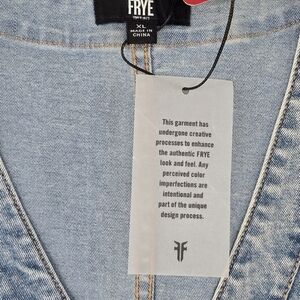 FRYE
XL
MADE IN
CHINA
This garment has
undergone creative
processes to enhance
the authentic FRYE
look and feel. Any
perceived color
imperfections are
intentional and
part of the unique
design process.